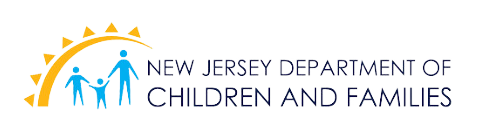 NEW JERSEY DEPARTMENT OF
CHILDREN AND FAMILIES